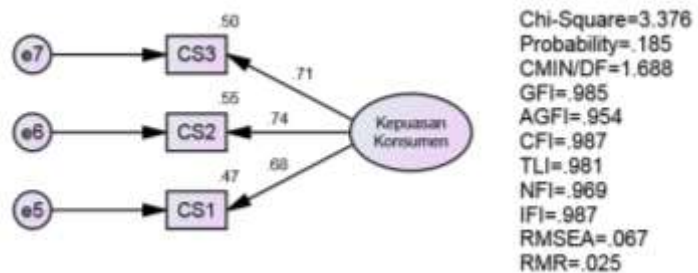 .50
e7
CS3
.71
.55
e6
CS2
.74
Kepuasan
Konsumen
.68
.47
e5
CS1
Chi-Square=3.376
Probability=.185
CMIN/DF=1.688
GFI=.985
AGFI=.954
CFI=.987
TLI=.981
NFI=.969
IFI=.987
RMSEA=.067
RMR=.025